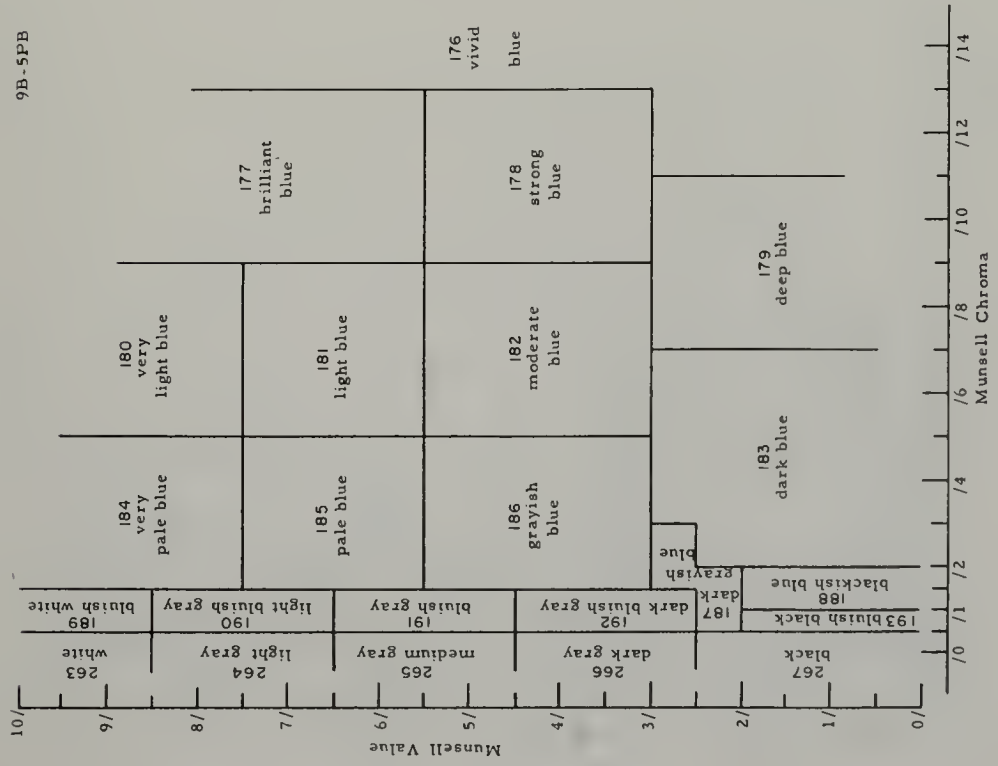 9B-5PB
176
vivid
blue
177
brilliant
blue
178
strong
blue
179
deep blue
180
very
light blue
181
light blue
182
moderate
blue
183
dark blue
184
very
pale blue
185
pale blue
186
grayish
blue
187
dark
grayish
blue
188
blackish blue
189
bluish white
190
light bluish gray
191
bluish gray
192
dark bluish gray
193 bluish black
263
white
264
light gray
265
medium gray
266
dark gray
267
black
Munsell Value
10/
9/
8/
7/
6/
5/
4/
3/
2/
1/
0/
/0
/1
/2
/4
/6
/8
/10
/12
/14
Munsell Chroma